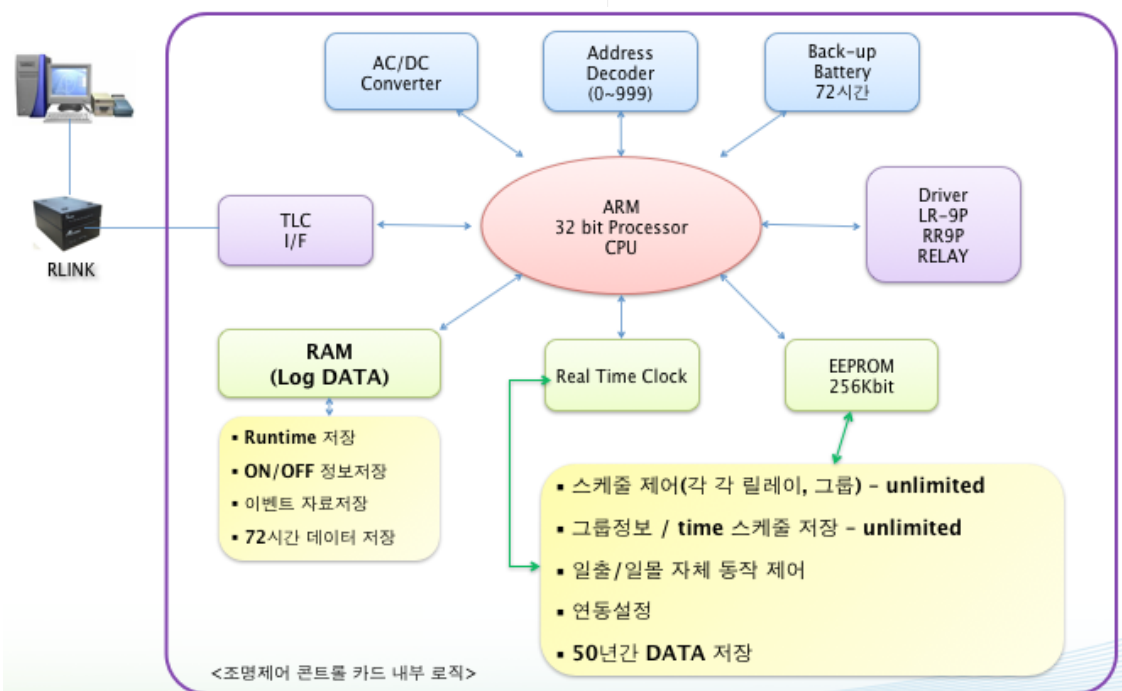 AC/DC
Converter
Address
Decoder
(0~999)
Back-up
Battery
72시간
TLC
I/F
ARM
32 bit Processor
CPU
Driver
LR-9P
RR9P
RELAY
RLINK
RAM
(Log DATA)
Real Time Clock
EEPROM
256Kbit
▪ Runtime 저장
▪ ON/OFF 정보저장
▪ 이벤트 자료저장
▪ 72시간 데이터 저장
▪ 스케줄 제어(각 각 릴레이, 그룹) – unlimited
▪ 그룹정보 / time 스케줄 저장 – unlimited
▪ 일출/일몰 자체 동작 제어
▪ 연동설정
▪ 50년간 DATA 저장
<조명제어 콘트롤 카드 내부 로직>